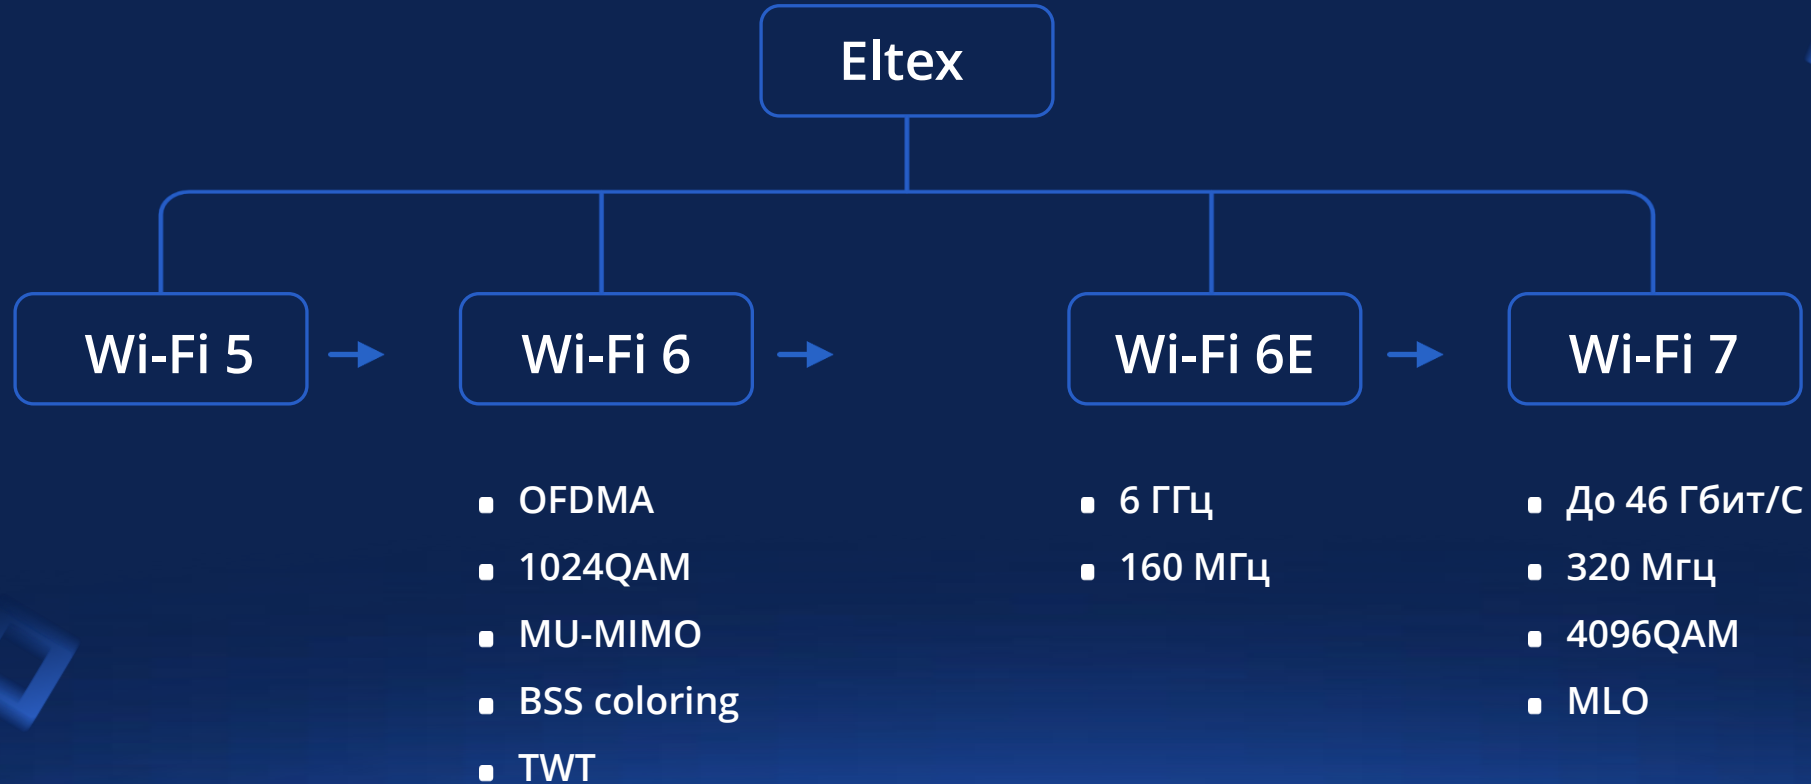 Eltex
Wi-Fi 5
Wi-Fi 6
Wi-Fi 6E
Wi-Fi 7
OFDMA
1024QAM
MU-MIMO
BSS coloring
TWT
6 ГГц
160 МГц
До 46 Гбит/С
320 Мгц
4096QAM
MLO